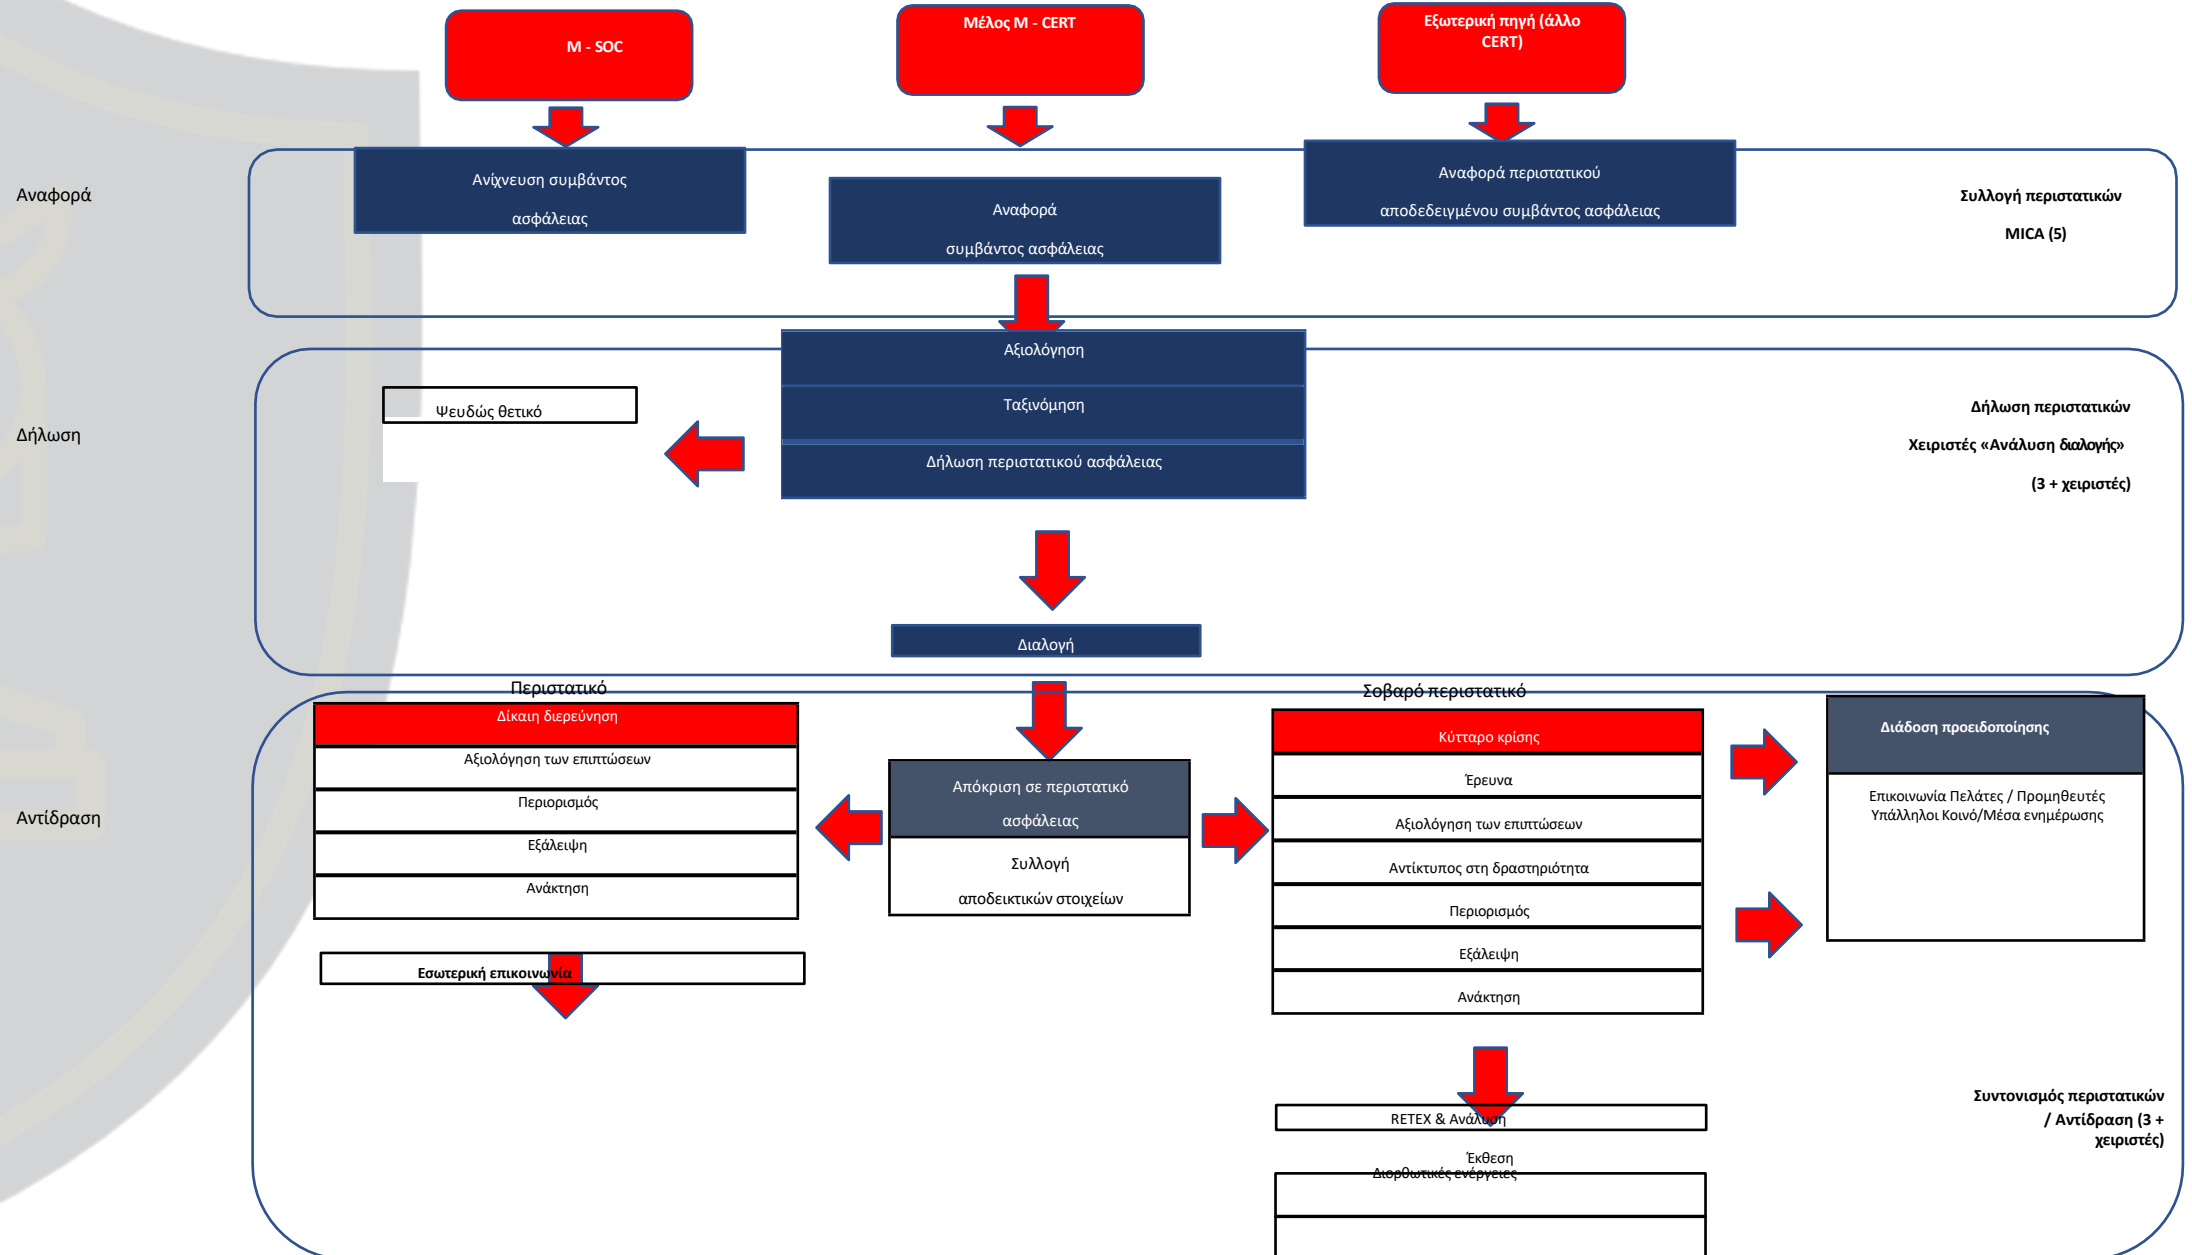 M - SOC
Μέλος M - CERT
Εξωτερική πηγή (άλλο
CERT)
Αναφορά
Ανίχνευση συμβάντος
ασφάλειας
Αναφορά
συμβάντος ασφάλειας
Αναφορά περιστατικού
αποδεδειγμένου συμβάντος ασφάλειας
Συλλογή περιστατικών
MICA (5)
Δήλωση
Ψευδώς θετικό
Αξιολόγηση
Ταξινόμηση
Δήλωση περιστατικού ασφάλειας
Δήλωση περιστατικών
Χειριστές «Ανάλυση διαλογής»
(3 + χειριστές)
Διαλογή
Αντίδραση
Περιστατικό
Δίκαιη διερεύνηση
Αξιολόγηση των επιπτώσεων
Περιορισμός
Εξάλειψη
Ανάκτηση
Εσωτερική επικοινωνία
Απόκριση σε περιστατικό
ασφάλειας
Συλλογή
αποδεικτικών στοιχείων
Σοβαρό περιστατικό
Κύτταρο κρίσης
Έρευνα
Αξιολόγηση των επιπτώσεων
Αντίκτυπος στη δραστηριότητα
Περιορισμός
Εξάλειψη
Ανάκτηση
Διάδοση προειδοποίησης
Επικοινωνία Πελάτες / Προμηθευτές
Υπάλληλοι Κοινό/Μέσα ενημέρωσης
RETEX & Ανάλυση
Έκθεση
Διορθωτικές ενέργειες
Συντονισμός περιστατικών
/ Αντίδραση (3 +
χειριστές)